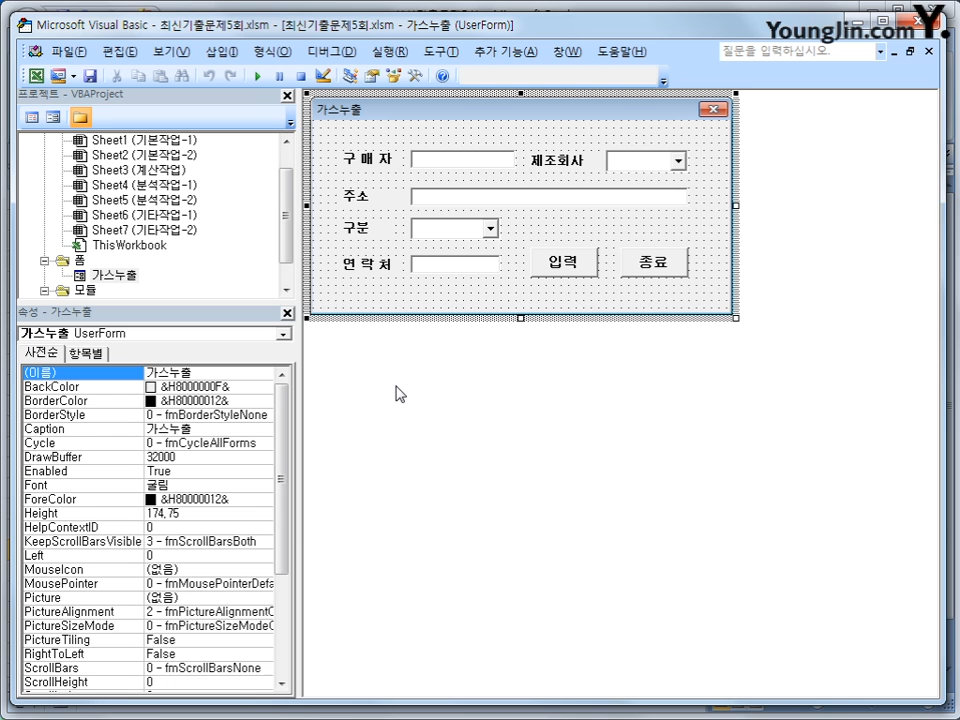 Microsoft Visual Basic - 최신기출문제5회.xlsm - [최신기출문제5회.xlsm - 가스누출 (UserForm)]
YoungJin.com Y.
파일(F) 편집(E) 보기(V) 삽입(I) 형식(O) 디버그(D) 실행(R) 도구(T) 추가 기능(A) 창(W) 도움말(H)
질문을 입력하십시오.
프로젝트 - VBAProject
Sheet1 (기본작업-1)
Sheet2 (기본작업-2)
Sheet3 (계산작업)
Sheet4 (분석작업-1)
Sheet5 (분석작업-2)
Sheet6 (기타작업-1)
Sheet7 (기타작업-2)
ThisWorkbook
폼
가스누출
모듈
가스누출
구 매 자 제조회사
주소
구분
연 락 처 입력 종료
속성 - 가스누출
가스누출 UserForm
사전순 항목별
(이름) 가스누출
BackColor &H8000000F&
BorderColor &H80000012&
BorderStyle 0 - fmBorderStyleNone
Caption 가스누출
Cycle 0 - fmCycleAllForms
DrawBuffer 32000
Enabled True
Font 굴림
ForeColor &H80000012&
Height 174,75
HelpContextID 0
KeepScrollBarsVisible 3 - fmScrollBarsBoth
Left 0
MouseIcon (없음)
MousePointer 0 - fmMousePointerDefa
Picture (없음)
PictureAlignment 2 - fmPictureAlignmentC
PictureSizeMode 0 - fmPictureSizeModeC
PictureTiling False
RightToLeft False
ScrollBars 0 - fmScrollBarsNone
ScrollHeight 0